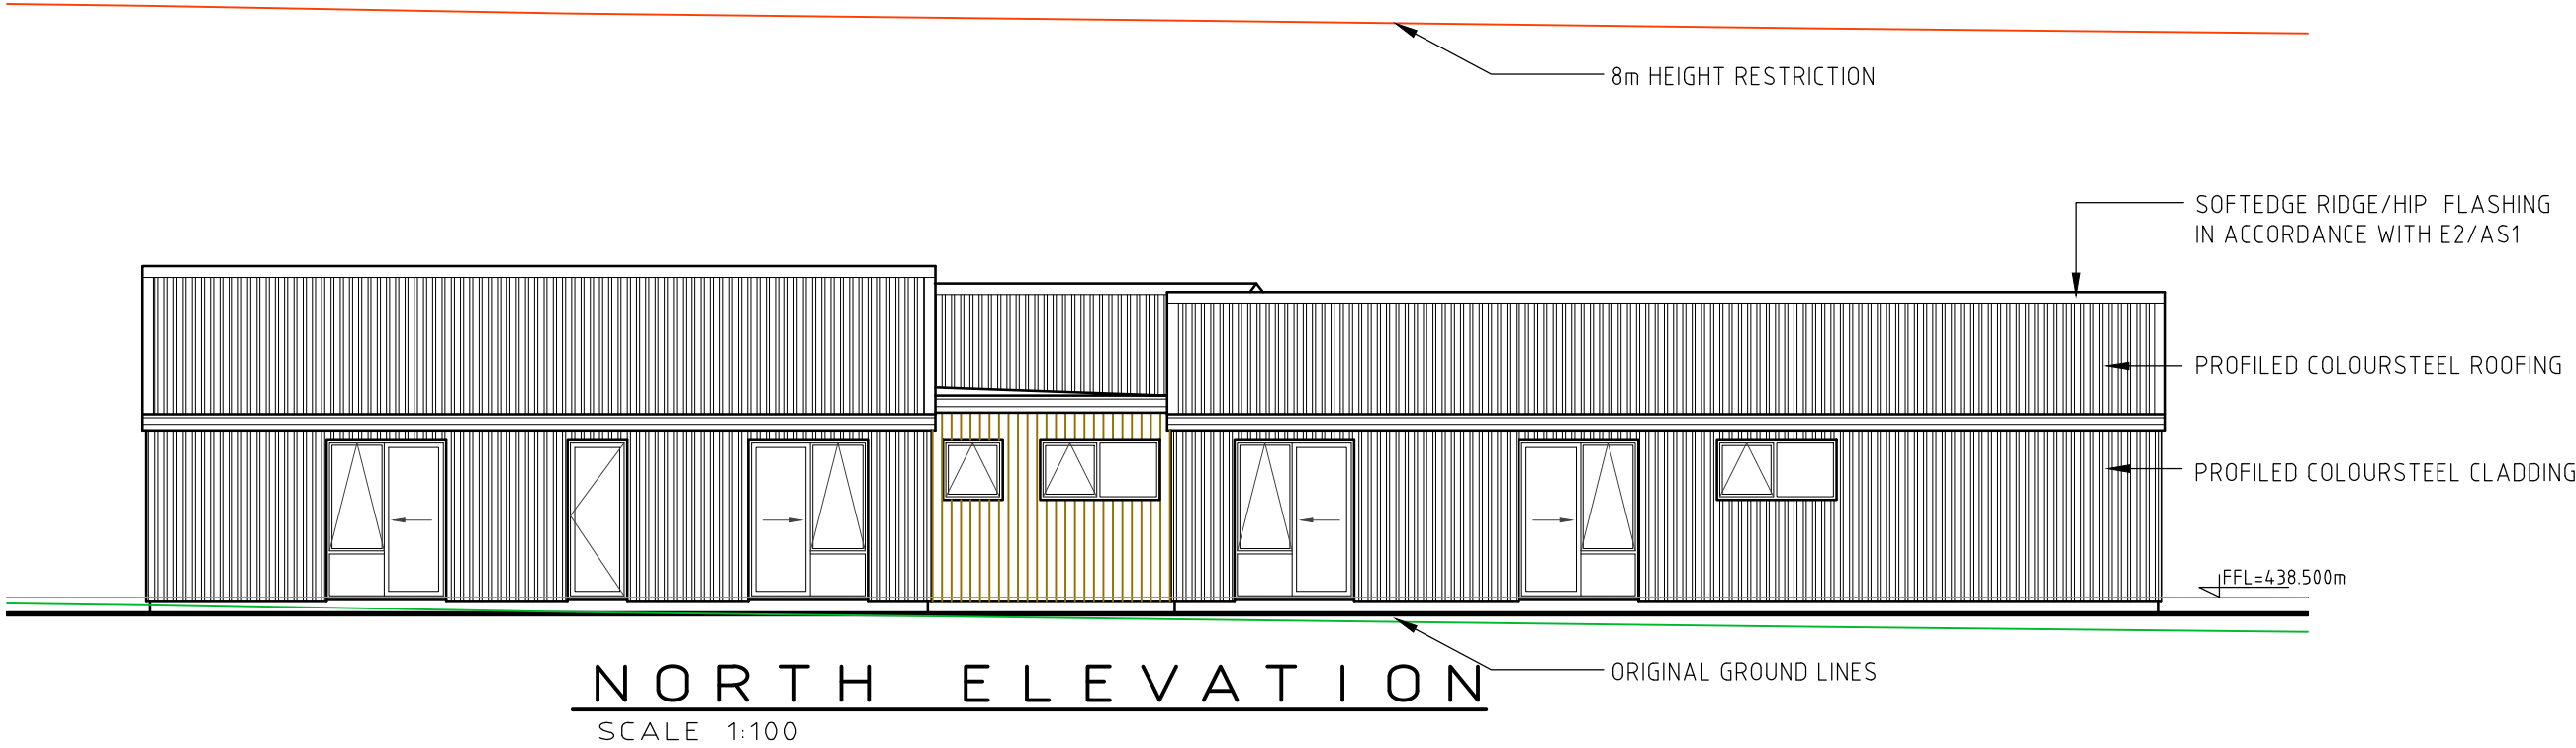 8m HEIGHT RESTRICTION
SOFTEDGE RIDGE/HIP FLASHING
IN ACCORDANCE WITH E2/AS1
PROFILED COLOURSTEEL ROOFING
PROFILED COLOURSTEEL CLADDING
FFL=438.500m
ORIGINAL GROUND LINES
NORTH ELEVATION
SCALE 1:100